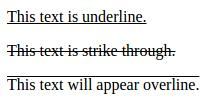 This text is underline.
This text is strike through.
This text will appear overline.